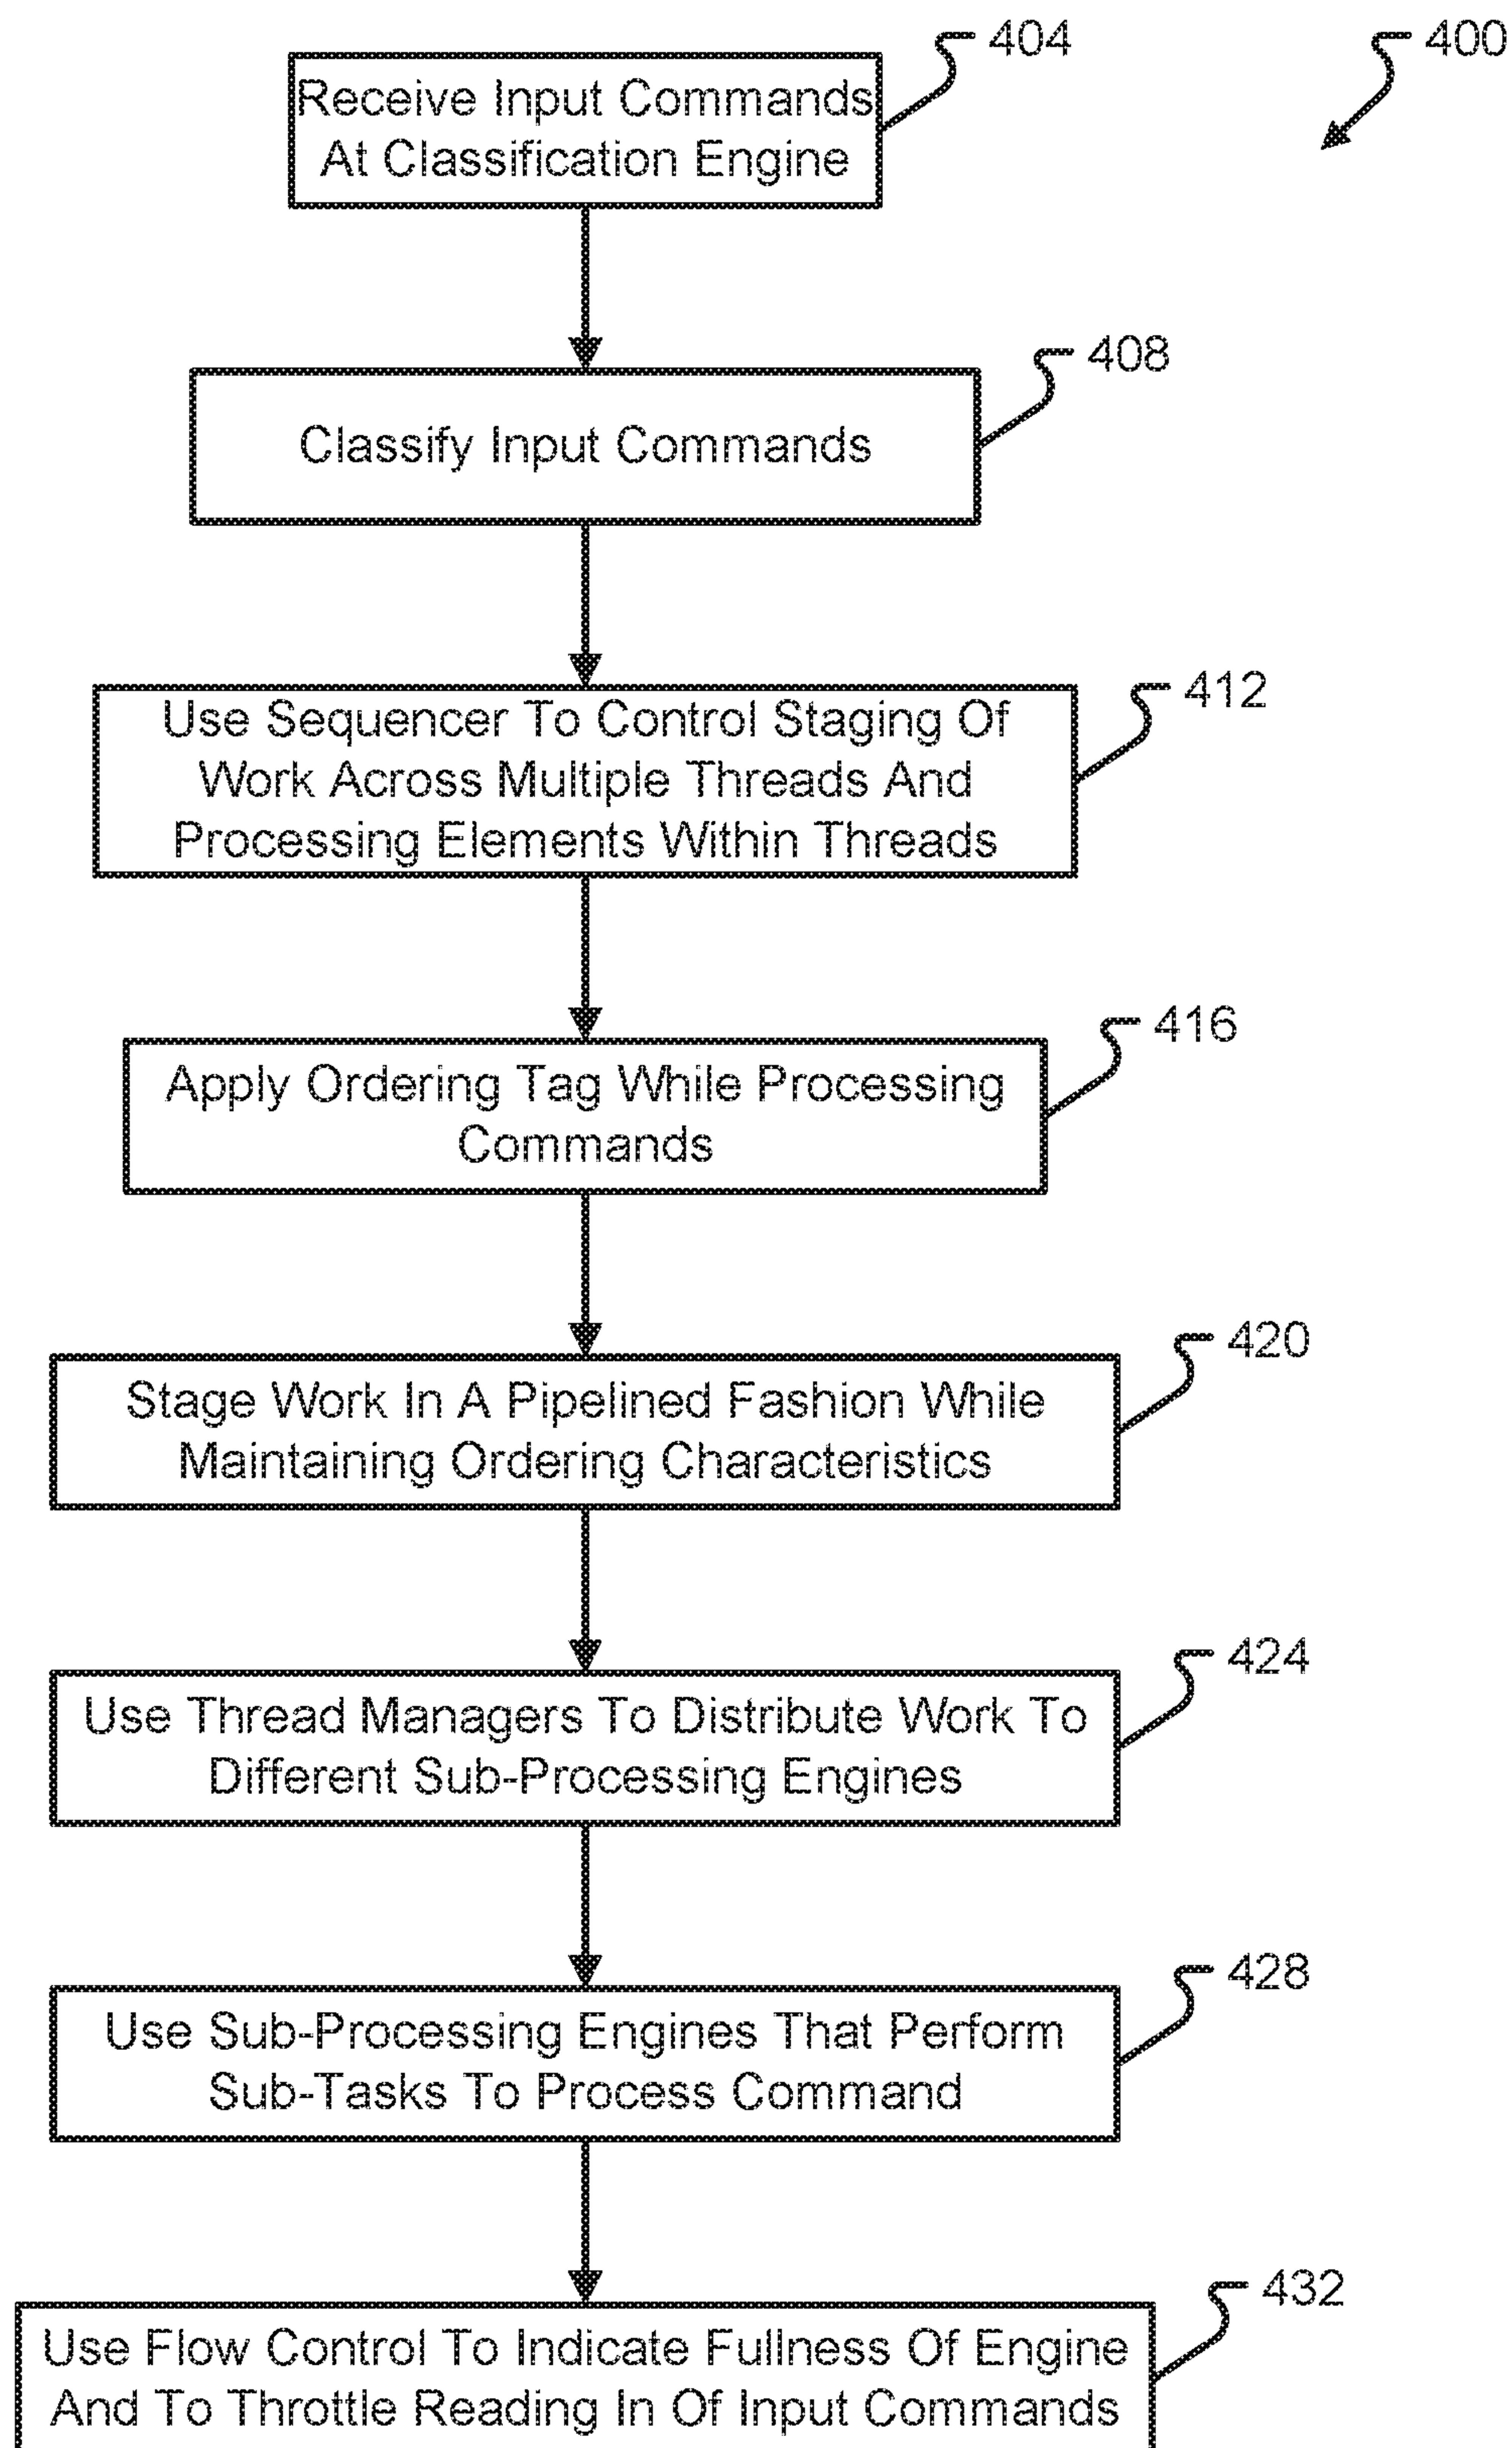 400
404
Receive Input Commands
At Classification Engine
408
Classify Input Commands
412
Use Sequencer To Control Staging Of
Work Across Multiple Threads And
Processing Elements Within Threads
416
Apply Ordering Tag While Processing
Commands
420
Stage Work In A Pipelined Fashion While
Maintaining Ordering Characteristics
424
Use Thread Managers To Distribute Work To
Different Sub-Processing Engines
428
Use Sub-Processing Engines That Perform
Sub-Tasks To Process Command
432
Use Flow Control To Indicate Fullness Of Engine
And To Throttle Reading In Of Input Commands